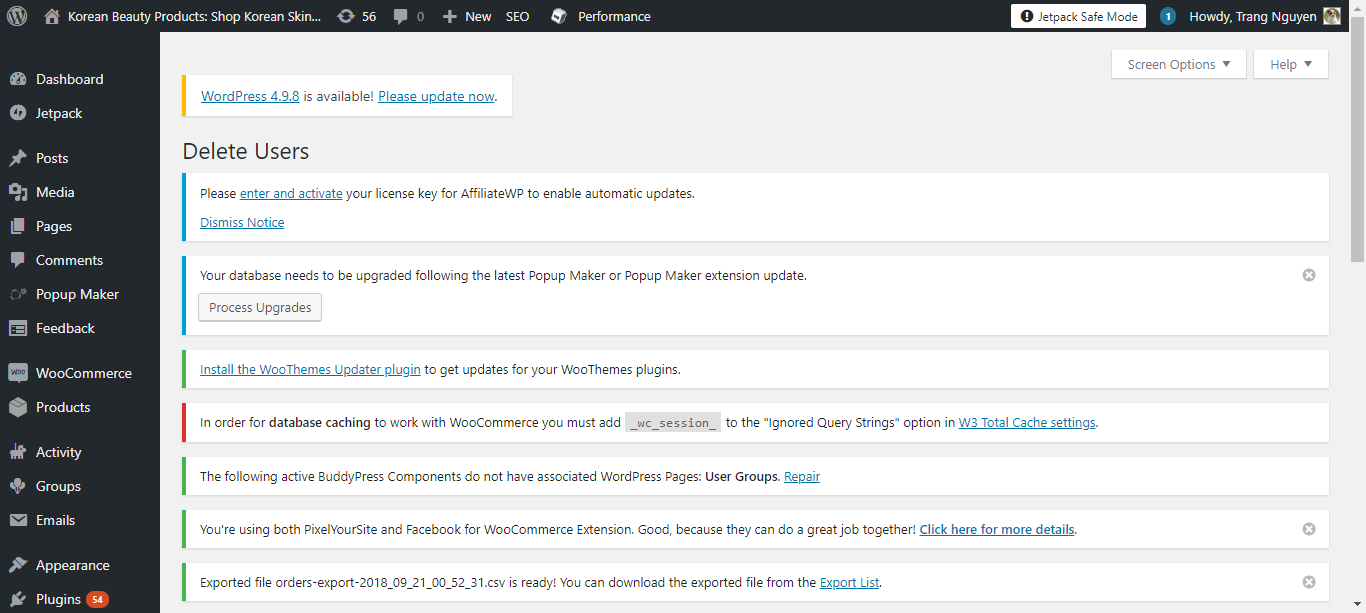 Korean Beauty Products: Shop Korean Skin... 56 0 New SEO Performance Jetpack Safe Mode 1 Howdy, Trang Nguyen
Screen Options Help
Dashboard
Jetpack
Posts
Media
Pages
Comments
Popup Maker
Feedback
WooCommerce
Products
Activity
Groups
Emails
Appearance
Plugins 54
WordPress 4.9.8 is available! Please update now.
Delete Users
Please enter and activate your license key for AffiliateWP to enable automatic updates.
Dismiss Notice
Your database needs to be upgraded following the latest Popup Maker or Popup Maker extension update.
Process Upgrades
Install the WooThemes Updater plugin to get updates for your WooThemes plugins.
In order for database caching to work with WooCommerce you must add _wc_session_ to the "Ignored Query Strings" option in W3 Total Cache settings.
The following active BuddyPress Components do not have associated WordPress Pages: User Groups. Repair
You're using both PixelYourSite and Facebook for WooCommerce Extension. Good, because they can do a great job together! Click here for more details.
Exported file orders-export-2018_09_21_00_52_31.csv is ready! You can download the exported file from the Export List.